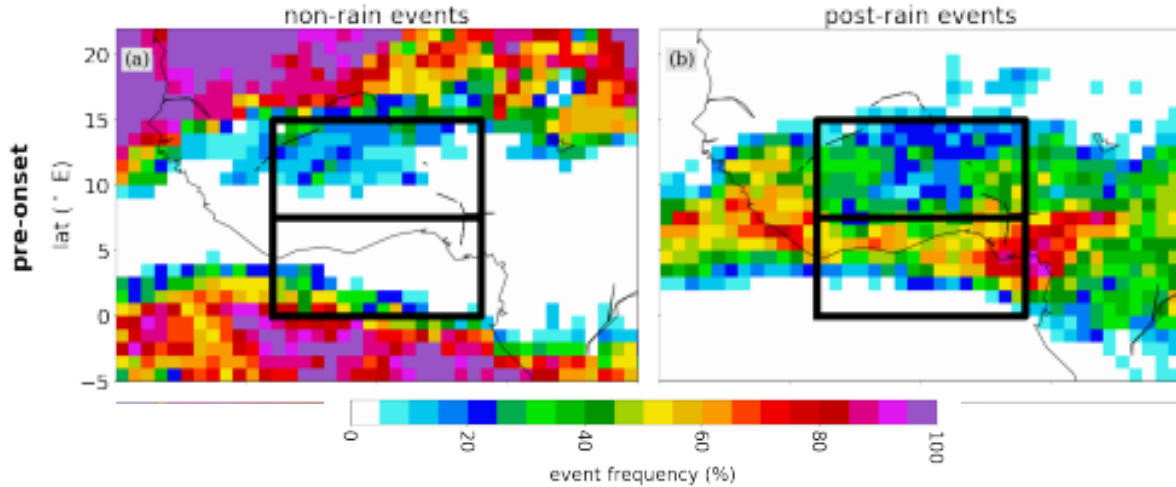 non-rain events
post-rain events
(a)
(b)
20
15
10
5
0
−5
pre-onset
lat (° E)
0
20
40
60
80
100
event frequency (%)